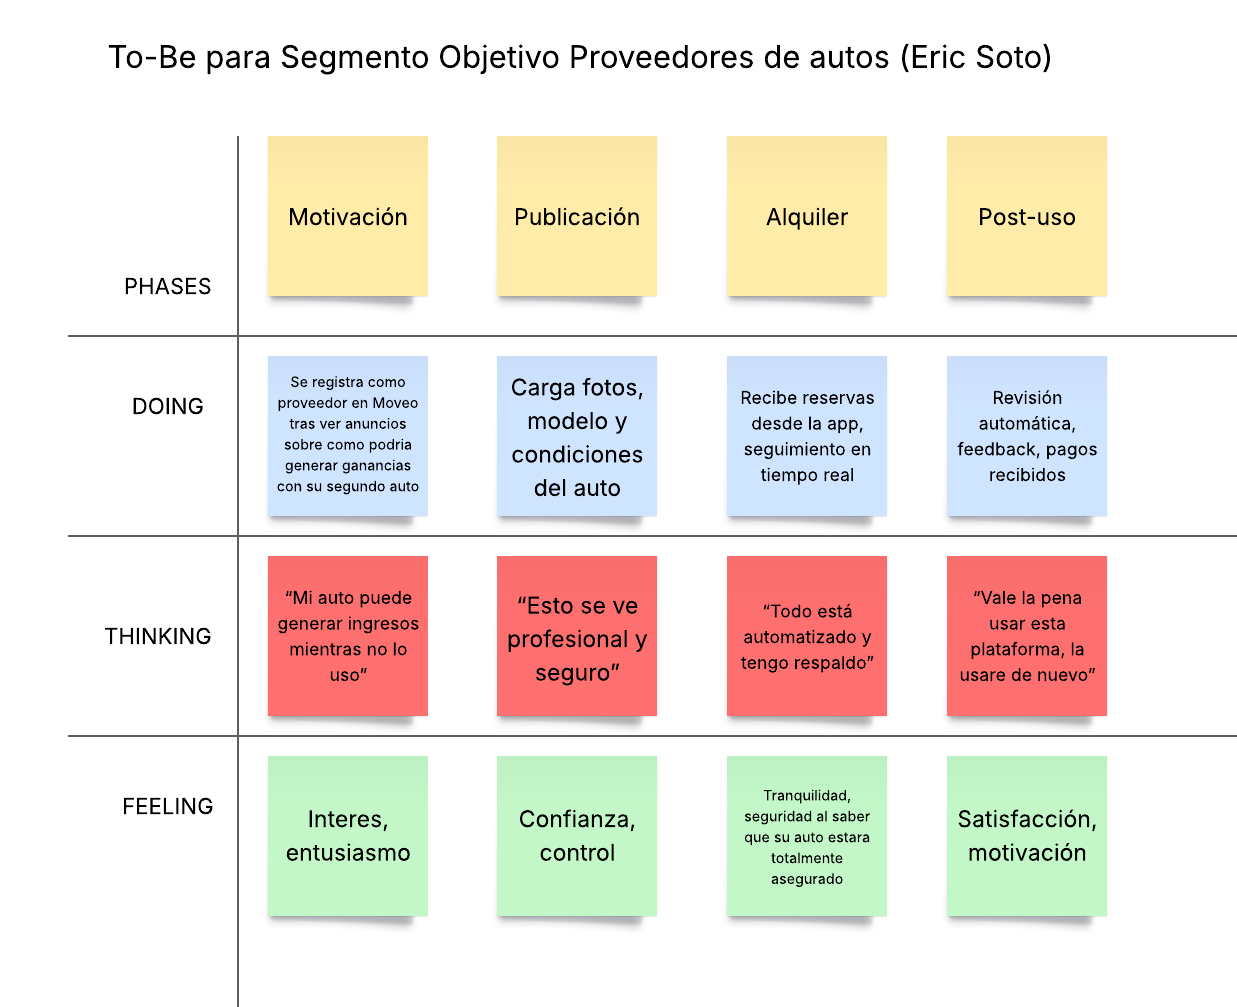 To-Be para Segmento Objetivo Proveedores de autos (Eric Soto)
PHASES
Motivación
Publicación
Alquiler
Post-uso
DOING
Se registra como
proveedor en Moveo
tras ver anuncios
sobre como podria
generar ganancias
con su segundo auto
Carga fotos,
modelo y
condiciones
del auto
Recibe reservas
desde la app,
seguimiento en
tiempo real
Revisión
automática,
feedback, pagos
recibidos
THINKING
“Mi auto puede
generar ingresos
mientras no lo
uso”
“Esto se ve
profesional y
seguro”
“Todo está
automatizado y
tengo respaldo”
“Vale la pena
usar esta
plataforma, la
usare de nuevo”
FEELING
Interes,
entusiasmo
Confianza,
control
Tranquilidad,
seguridad al saber
que su auto estara
totalmente
asegurado
Satisfacción,
motivación